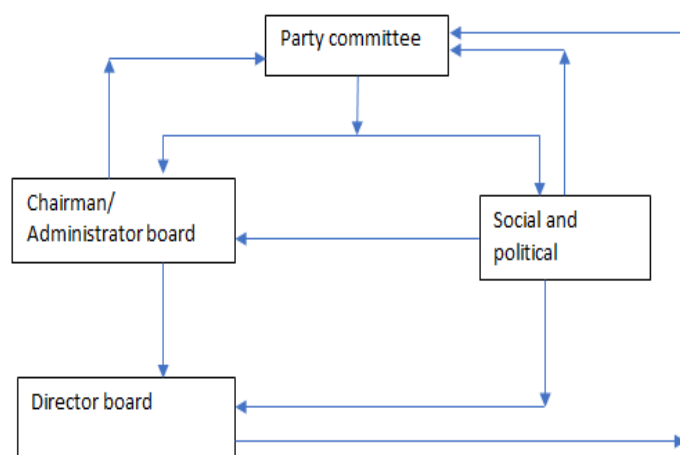 Party committee
Chairman/
Administrator board
Social and
political
Director board